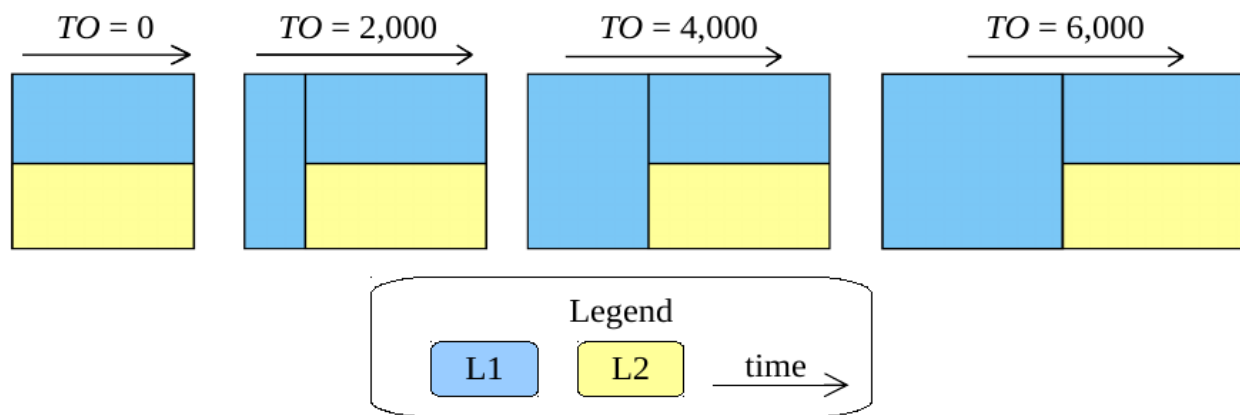 TO = 0
TO = 2,000
TO = 4,000
TO = 6,000
Legend
L1
L2
time